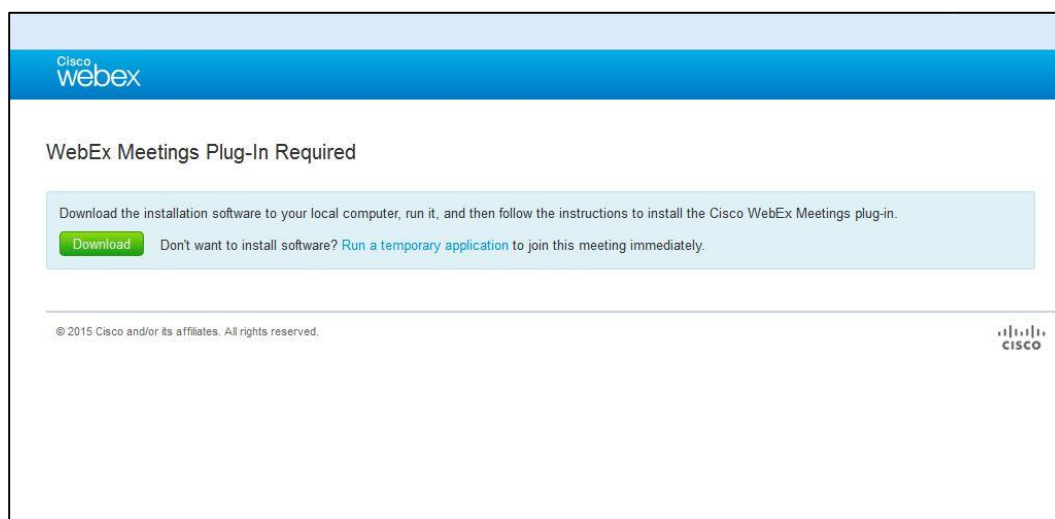 Cisco
webex
WebEx Meetings Plug-In Required
Download the installation software to your local computer, run it, and then follow the instructions to install the Cisco WebEx Meetings plug-in.
Download Don't want to install software? Run a temporary application to join this meeting immediately.
© 2015 Cisco and/or its affiliates. All rights reserved.
CISCO